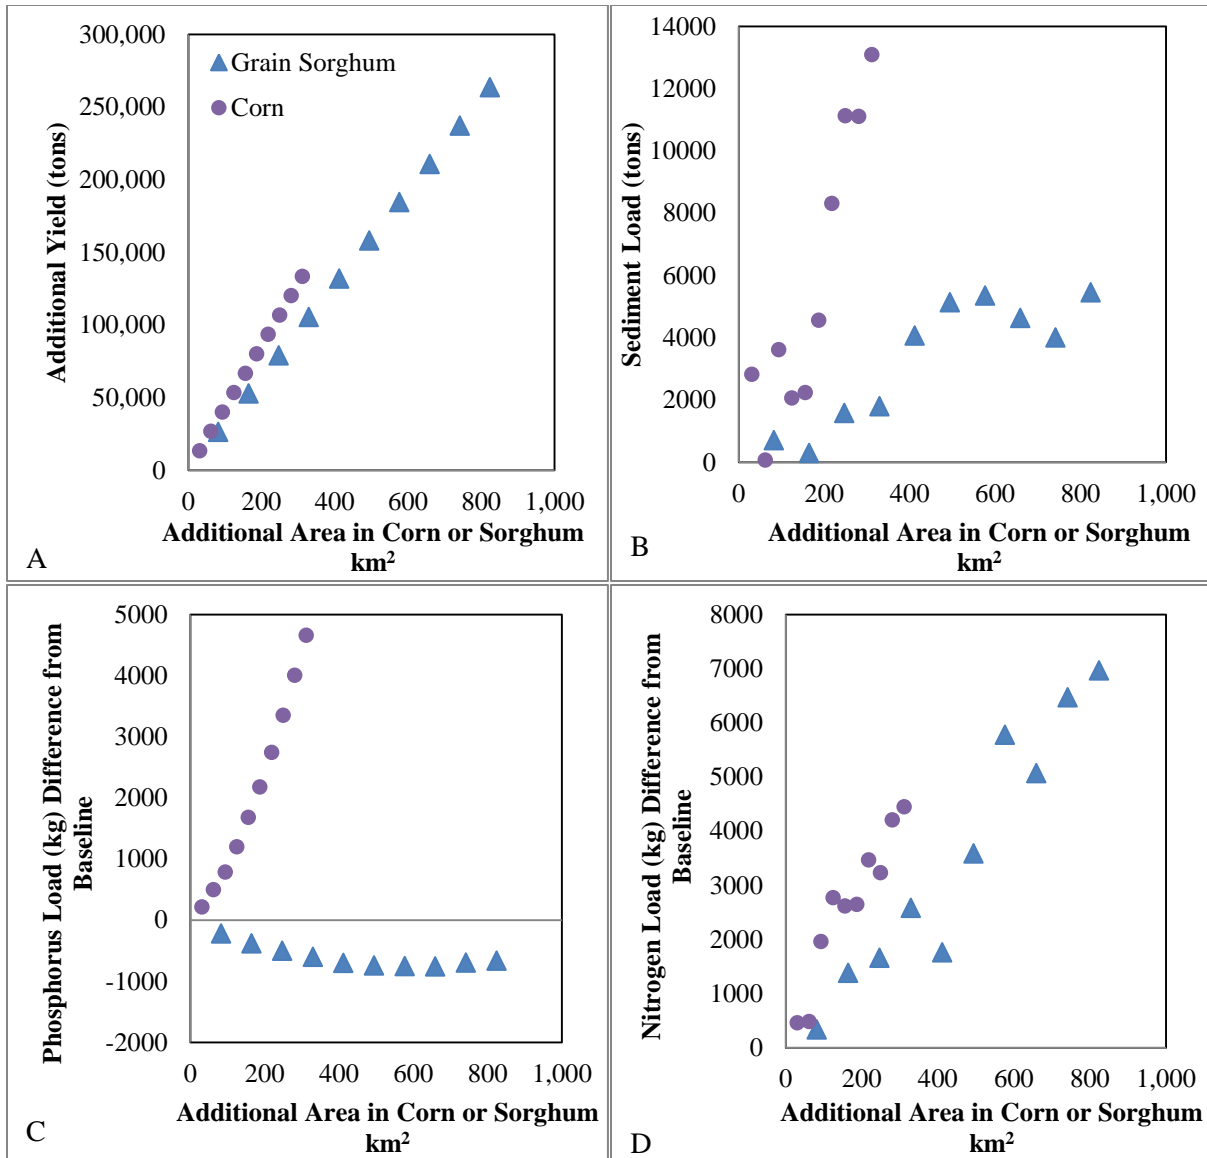 300,000
250,000
200,000
150,000
100,000
50,000
0
Additional Yield (tons)
Grain Sorghum
Corn
0 200 400 600 800 1,000
Additional Area in Corn or Sorghum
km²
A
14000
12000
10000
8000
6000
4000
2000
0
Sediment Load (tons)
0 200 400 600 800 1,000
Additional Area in Corn or Sorghum
km²
B
5000
4000
3000
2000
1000
0
-1000
-2000
Phosphorus Load (kg) Difference from
Baseline
0 200 400 600 800 1,000
Additional Area in Corn or Sorghum
km²
C
8000
7000
6000
5000
4000
3000
2000
1000
0
Nitrogen Load (kg) Difference from
Baseline
0 200 400 600 800 1,000
Additional Area in Corn or Sorghum
km²
D